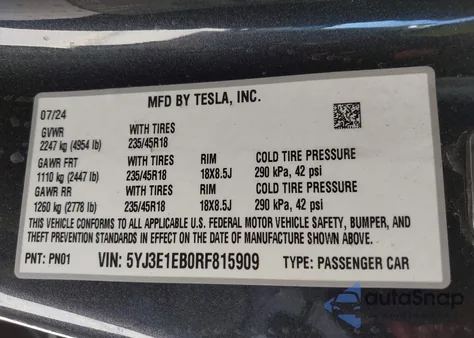 MFD BY TESLA, INC.
07/24
GVWR WITH TIRES
2247 kg (4954 lb) 235/45R18
GAWR FRT WITH TIRES RIM COLD TIRE PRESSURE
1110 kg (2447 lb) 235/45R18 18X8.5J 290 kPa, 42 psi
GAWR RR WITH TIRES RIM COLD TIRE PRESSURE
1260 kg (2778 lb) 235/45R18 18X8.5J 290 kPa, 42 psi
THIS VEHICLE CONFORMS TO ALL APPLICABLE U.S. FEDERAL MOTOR VEHICLE SAFETY, BUMPER, AND
THEFT PREVENTION STANDARDS IN EFFECT ON THE DATE OF MANUFACTURE SHOWN ABOVE.
PNT: PN01 VIN: 5YJ3E1EB0RF815909 TYPE: PASSENGER CAR
autoSnap